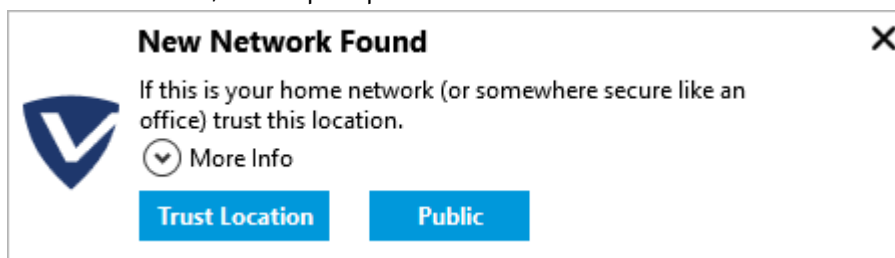 New Network Found
If this is your home network (or somewhere secure like an
office) trust this location.
More Info
Trust Location
Public